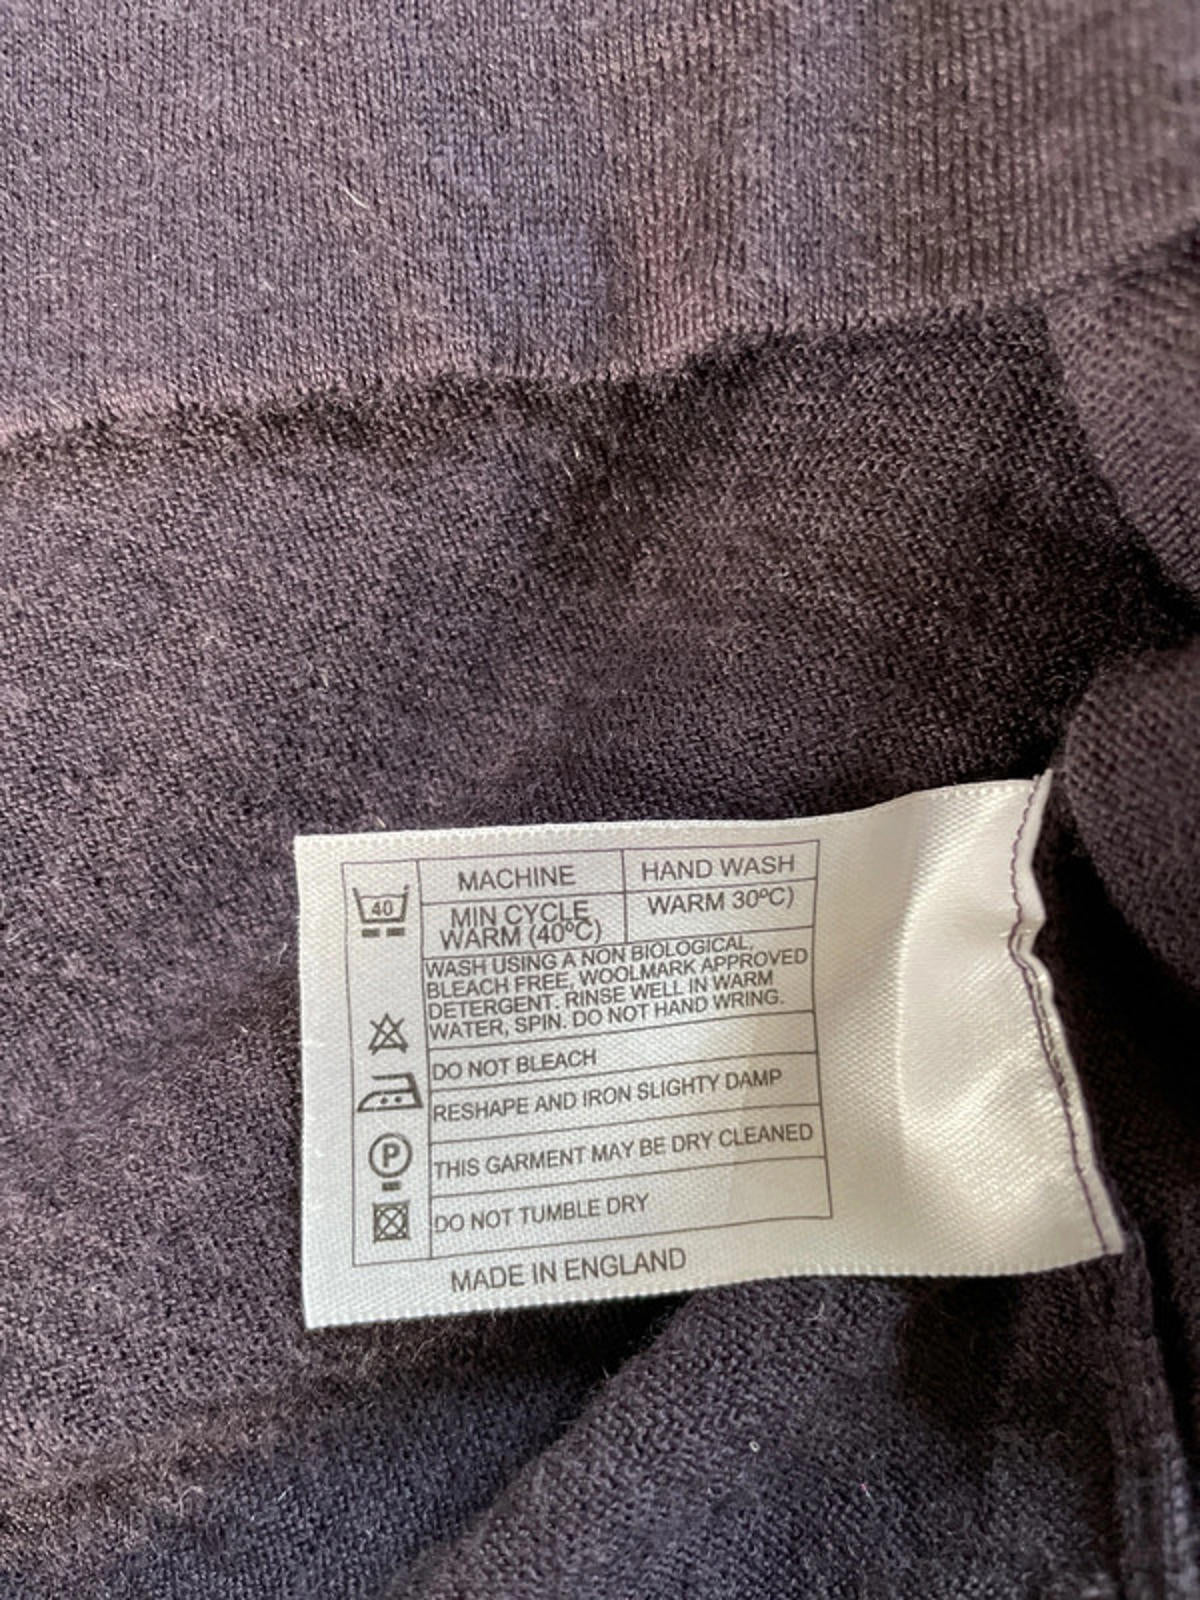 40
MACHINE HAND WASH
MIN CYCLE
WARM (40ºC)
WARM 30ºC)
WASH USING A NON BIOLOGICAL,
BLEACH FREE, WOOLMARK APPROVED
DETERGENT. RINSE WELL IN WARM
WATER, SPIN. DO NOT HAND WRING.
DO NOT BLEACH
RESHAPE AND IRON SLIGHTY DAMP
P
THIS GARMENT MAY BE DRY CLEANED
DO NOT TUMBLE DRY
MADE IN ENGLAND